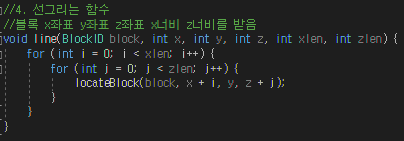 //4. 선그리는 함수
//블록 x좌표 y좌표 z좌표 x너비 z너비를 받음
void line(BlockID block, int x, int y, int z, int xlen, int zlen) {
for (int i = 0; i < xlen; i++) {
for (int j = 0; j < zlen; j++) {
locateBlock(block, x + i, y, z + j);
}
}
}